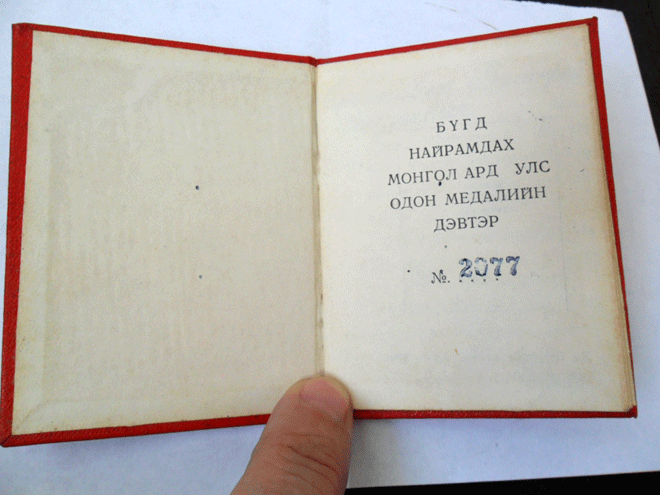 БҮГД
НАЙРАМДАХ
МОНГОЛ АРД УЛС
ОДОН МЕДАЛИЙН
ДЭВТЭР
№. 2077